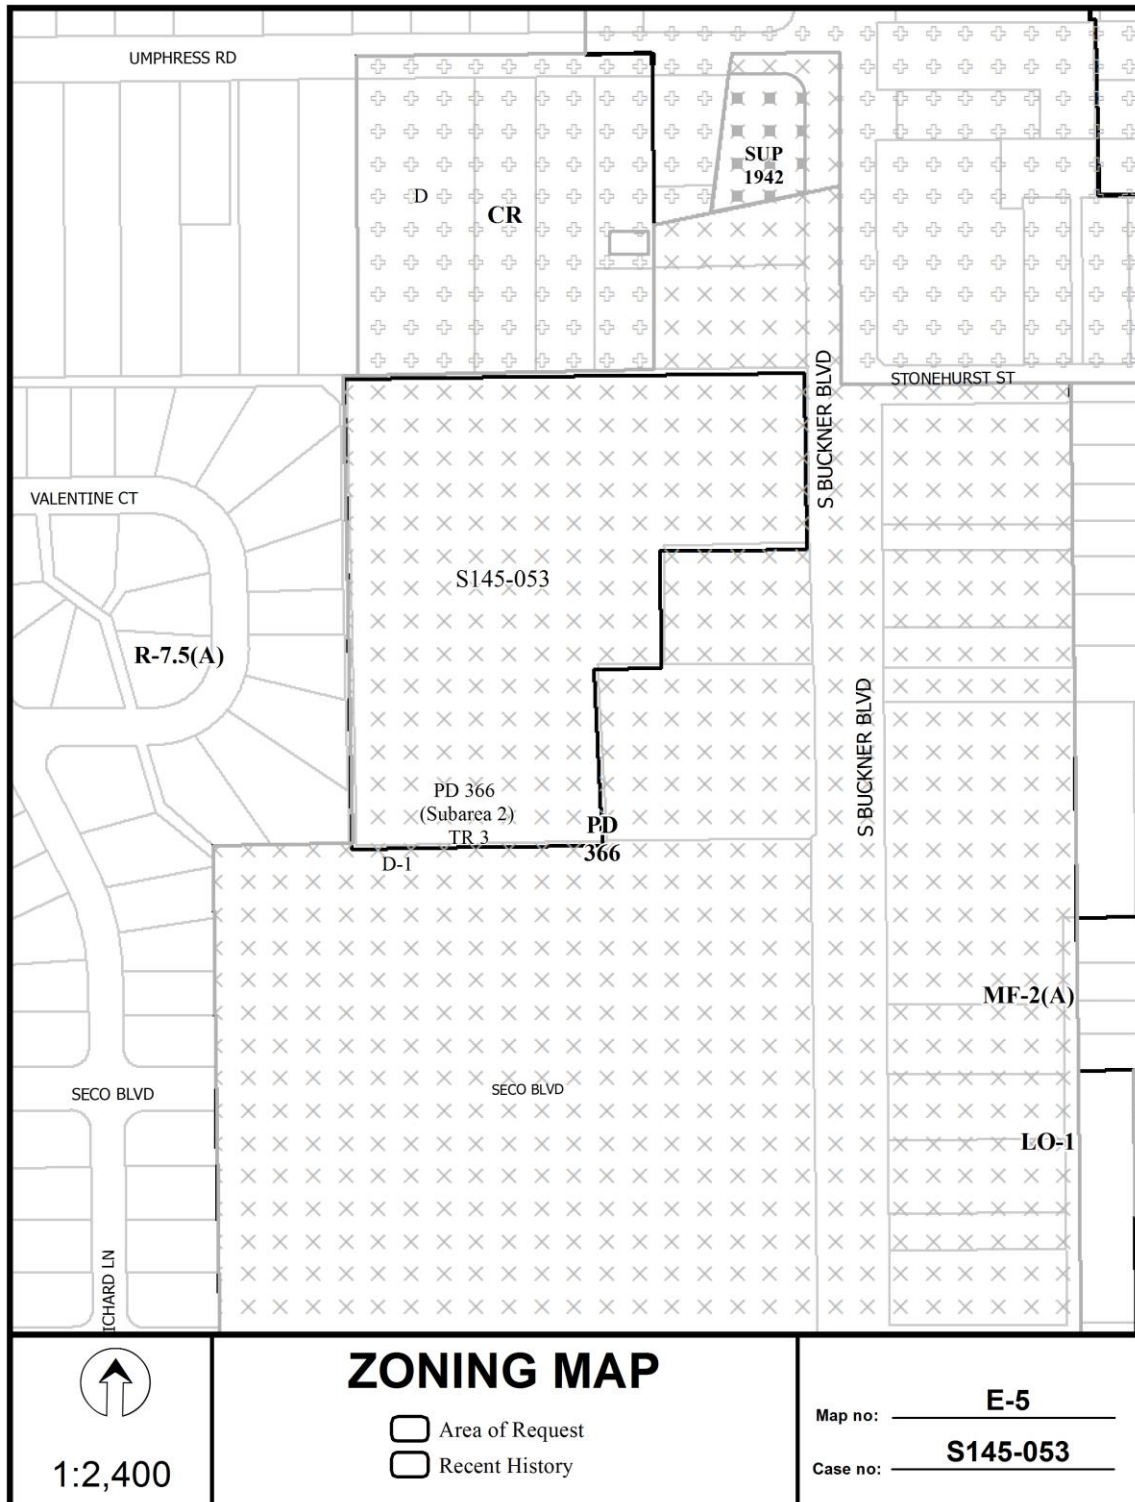 UMPHRESS RD
SUP
1942
D
CR
S BUCKNER BLVD
STONEHURST ST
VALENTINE CT
S145-053
R-7.5(A)
S BUCKNER BLVD
PD 366
(Subarea 2)
TR 3
PD
366
D-1
MF-2(A)
SECO BLVD
SECO BLVD
LO-1
ICHARD LN
1:2,400
ZONING MAP
Area of Request
Recent History
Map no: E-5
Case no: S145-053